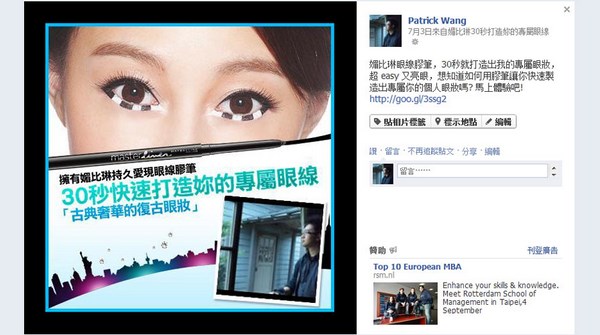 master liner
MAYBELLINE
擁有媚比琳持久愛現眼線膠筆
30秒快速打造妳的專屬眼線
「古典奢華的復古眼妝」
Patrick Wang
7月3日來自媚比琳30秒打造妳的專屬眼線
媚比琳眼線膠筆，30秒就打造出我的專屬眼妝，
超 easy 又亮眼，想知道如何用膠筆讓你快速製
造出專屬你的個人眼妝嗎? 馬上體驗吧!
http://goo.gl/3ssg2
貼相片標籤 標示地點 編輯
讚 · 留言 · 不再追蹤貼文 · 分享 · 編輯
留言……
贊助 刊登廣告
Top 10 European MBA
rsm.nl
Enhance your skills & knowledge.
Meet Rotterdam School of
Management in Taipei,4
September